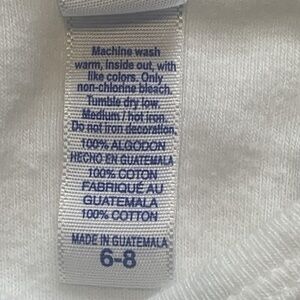 Machine wash
warm, inside out, with
like colors. Only
non-chlorine bleach.
Tumble dry low.
Medium / hot iron.
Do not iron decoration.
100% ALGODON
HECHO EN GUATEMALA
100% COTON
FABRIQUÉ AU
GUATEMALA
100% COTTON
MADE IN GUATEMALA
6-8